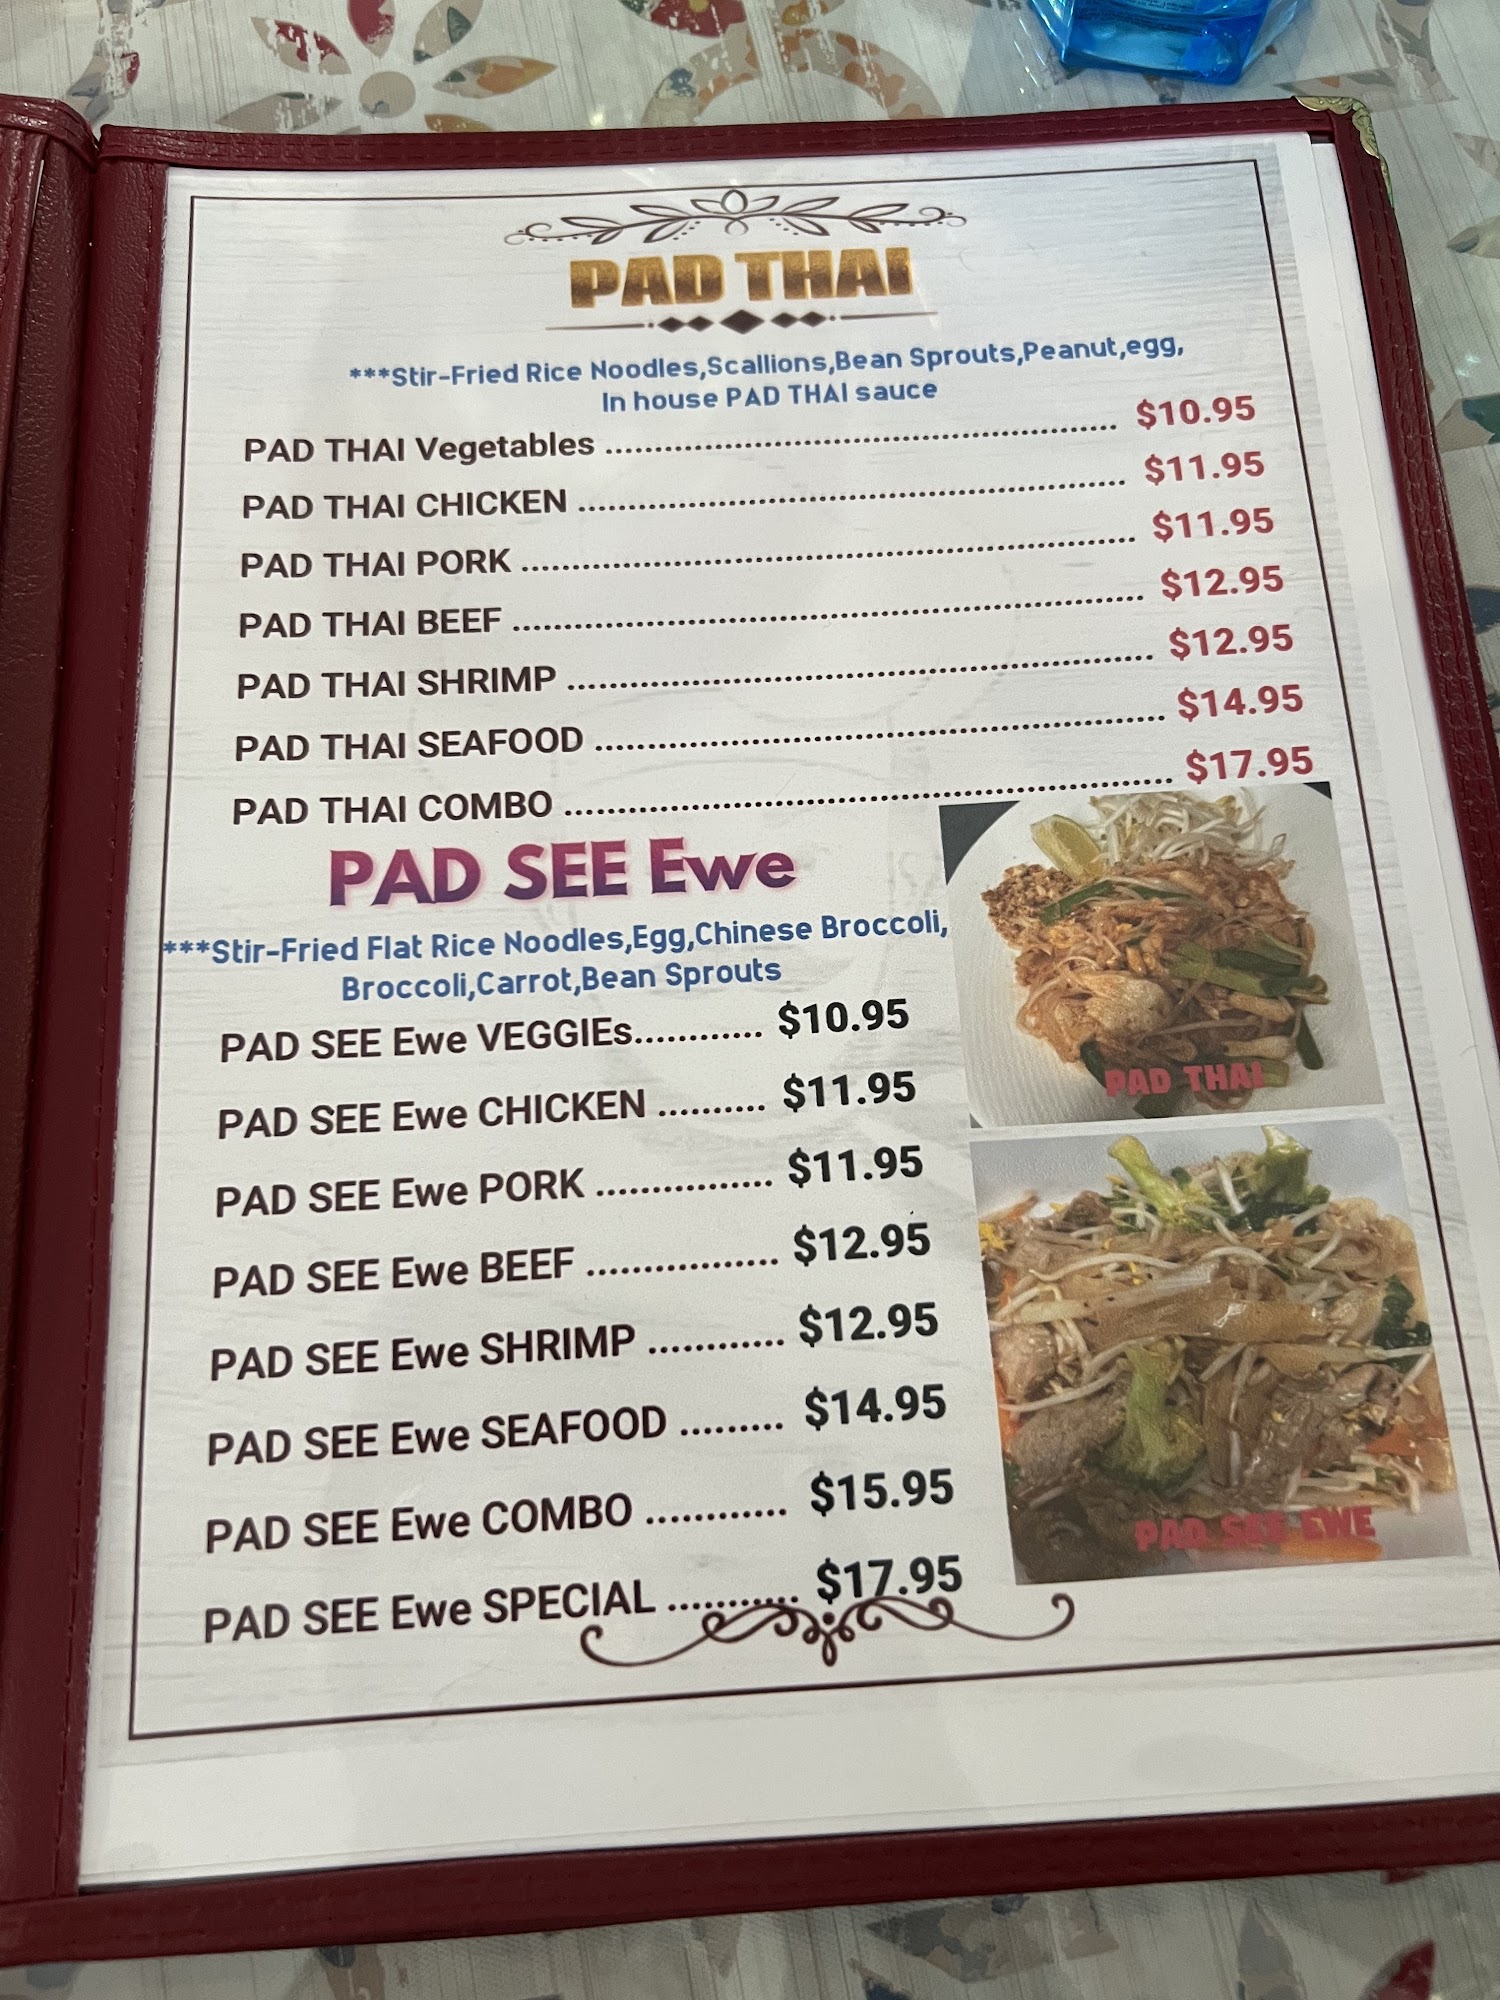 PAD THAI
***Stir-Fried Rice Noodles,Scallions,Bean Sprouts,Peanut,egg,
In house PAD THAI sauce
PAD THAI Vegetables ........................ $10.95
PAD THAI CHICKEN ........................ $11.95
PAD THAI PORK ........................ $11.95
PAD THAI BEEF ........................ $12.95
PAD THAI SHRIMP ........................ $12.95
PAD THAI SEAFOOD ........................ $14.95
PAD THAI COMBO ........................ $17.95
PAD SEE Ewe
***Stir-Fried Flat Rice Noodles,Egg,Chinese Broccoli,
Broccoli,Carrot,Bean Sprouts
PAD SEE Ewe VEGGIEs............ $10.95
PAD SEE Ewe CHICKEN .......... $11.95
PAD SEE Ewe PORK ................ $11.95
PAD SEE Ewe BEEF ................. $12.95
PAD SEE Ewe SHRIMP ............ $12.95
PAD SEE Ewe SEAFOOD ......... $14.95
PAD SEE Ewe COMBO ............ $15.95
PAD SEE Ewe SPECIAL ........... $17.95
PAD THAI
PAD SEE EWE